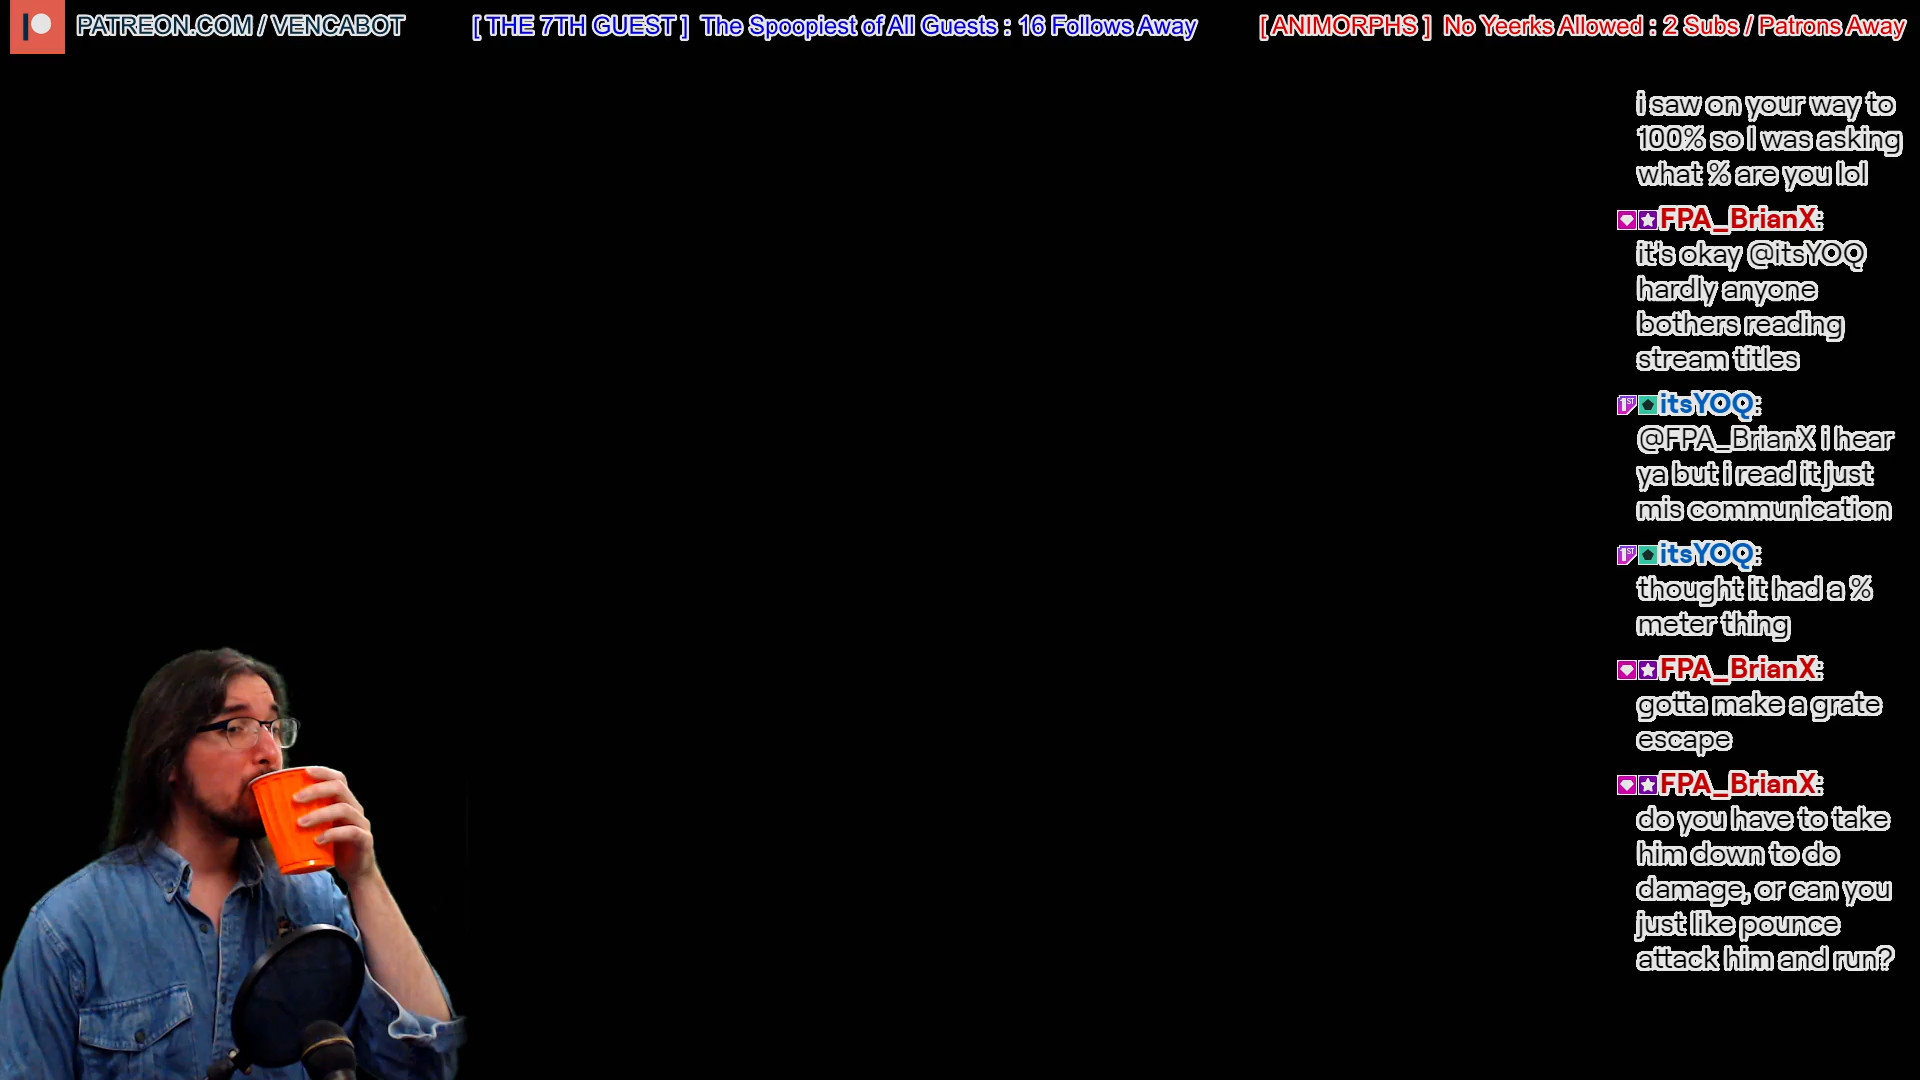 PATREON.COM / VENCABOT
[ THE 7TH GUEST ] The Spoopiest of All Guests : 16 Follows Away
[ ANIMORPHS ] No Yeerks Allowed : 2 Subs / Patrons Away
i saw on your way to
100% so I was asking
what % are you lol
FPA_BrianX:
it's okay @itsYOQ
hardly anyone
bothers reading
stream titles
1ST itsYOQ:
@FPA_BrianX i hear
ya but i read it just
mis communication
1ST itsYOQ:
thought it had a %
meter thing
FPA_BrianX:
gotta make a grate
escape
FPA_BrianX:
do you have to take
him down to do
damage, or can you
just like pounce
attack him and run?